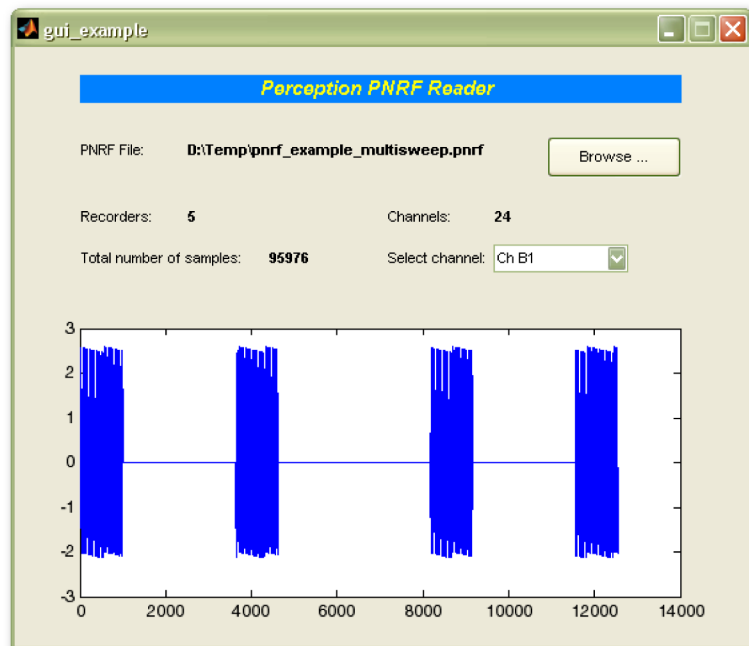 gui_example
Perception PNRF Reader
PNRF File: D:\Temp\pnrf_example_multisweep.pnrf Browse ...
Recorders: 5 Channels: 24
Total number of samples: 95976 Select channel: Ch B1
3
2
1
0
-1
-2
-3
0 2000 4000 6000 8000 10000 12000 14000